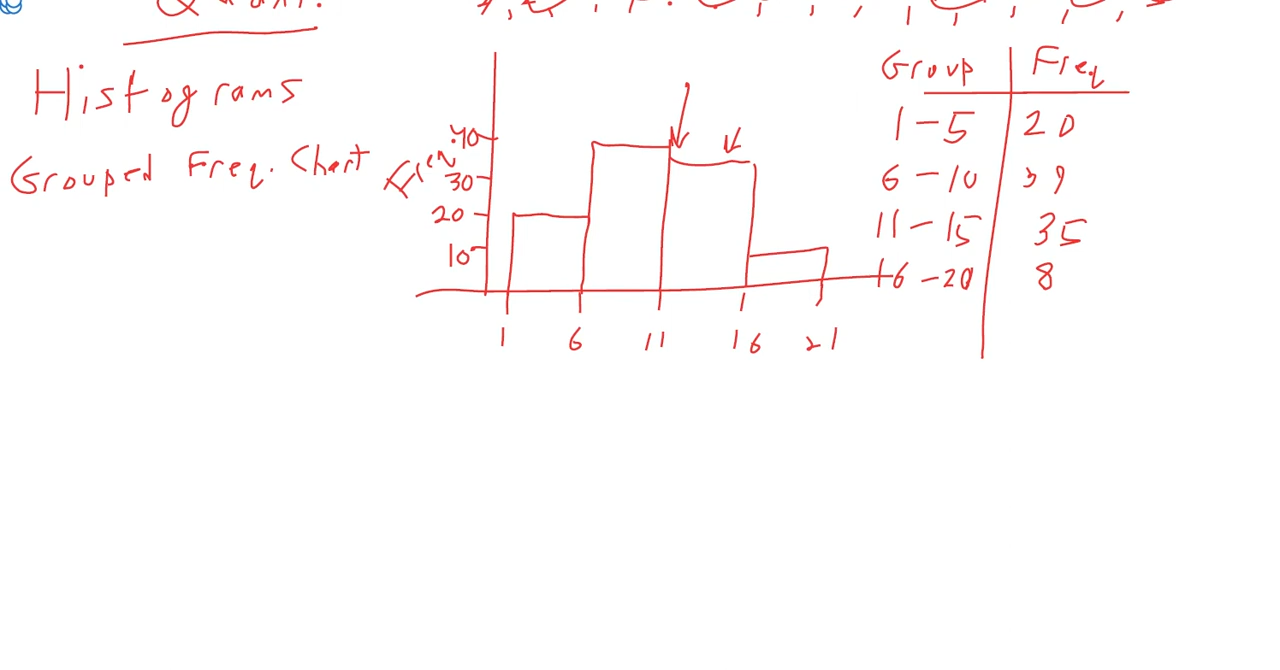 Histograms
Grouped Freq. Chart
Freq
40
30
20
10
1 6 11 16 21
Group Freq
1-5 20
6-10 39
11-15 35
16-20 8